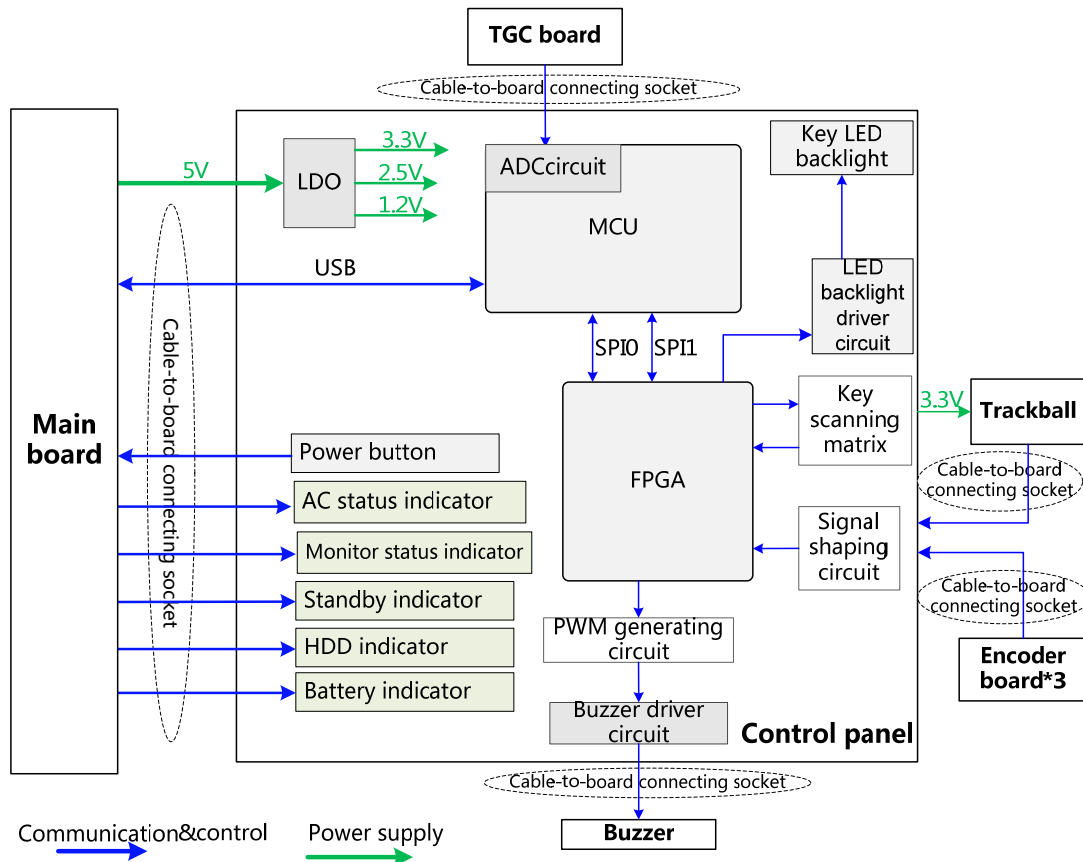 TGC board
Cable-to-board connecting socket
Main
board
5V
LDO
3.3V
2.5V
1.2V
ADCcircuit
MCU
Key LED
backlight
USB
LED
backlight
driver
circuit
SPI0
SPI1
Cable-to-board connecting socket
FPGA
Key
scanning
matrix
3.3V
Trackball
Cable-to-board
connecting socket
Power button
AC status indicator
Monitor status indicator
Standby indicator
HDD indicator
Battery indicator
Signal
shaping
circuit
Cable-to-board
connecting socket
Encoder
board*3
PWM generating
circuit
Buzzer driver
circuit
Control panel
Cable-to-board connecting socket
Buzzer
Communication&control
Power supply